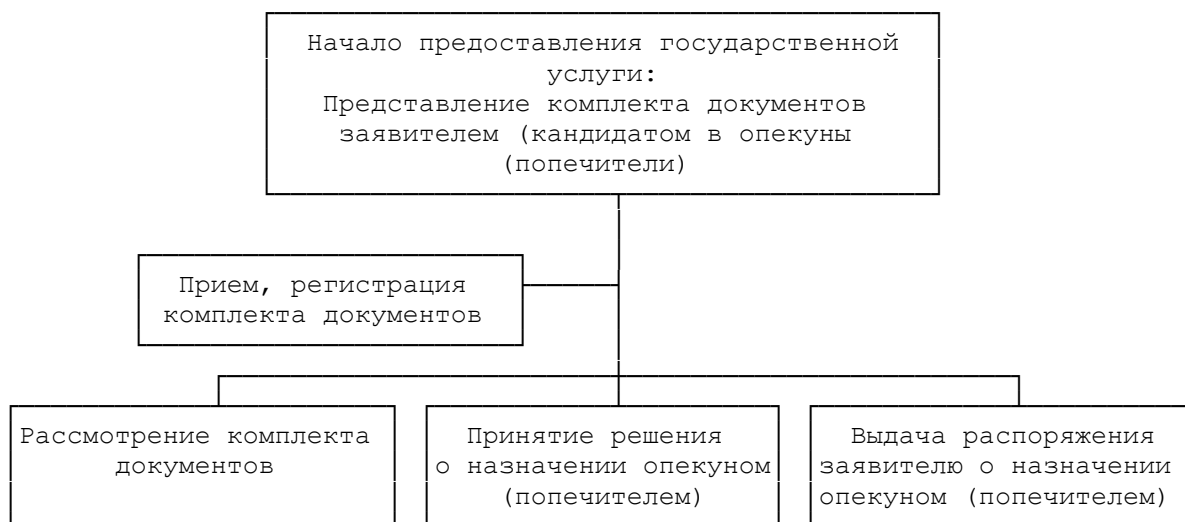 Начало предоставления государственной
услуги:
Представление комплекта документов
заявителем (кандидатом в опекуны
(попечители)
Прием, регистрация
комплекта документов
Рассмотрение комплекта
документов
Принятие решения
о назначении опекуном
(попечителем)
Выдача распоряжения
заявителю о назначении
опекуном (попечителем)